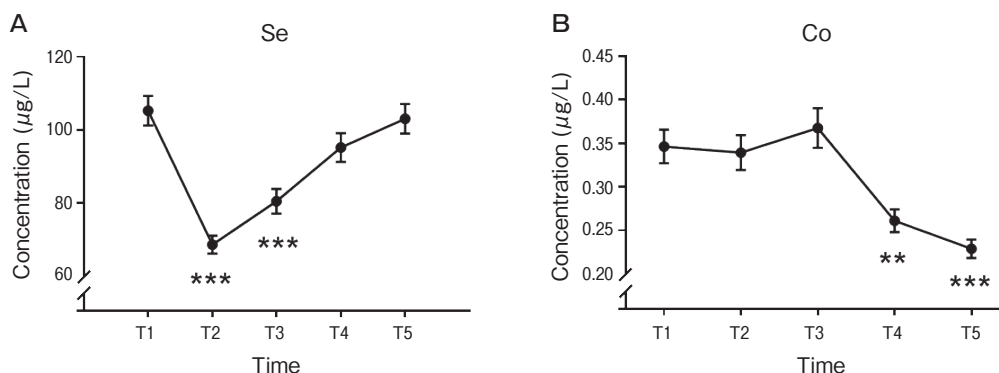 A
Se
Concentration (µg/L)
120
100
80
60
***
***
T1 T2 T3 T4 T5
Time
B
Co
Concentration (µg/L)
0.45
0.40
0.35
0.30
0.25
0.20
**
***
T1 T2 T3 T4 T5
Time